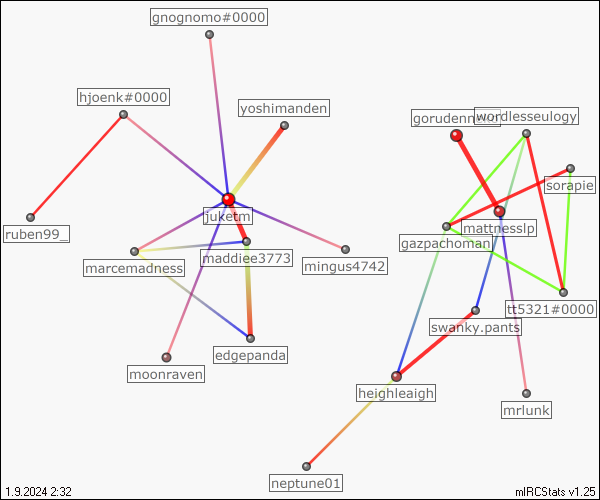 gnognomo#0000
hjoenk#0000
yoshimanden
wordlesseulogy
sorapie
juketm
mattnesslp
ruben99_
gazpachoman
maddiee3773
marcemadness
mingus4742
tt5321#0000
swanky.pants
edgepanda
moonraven
heighleaigh
mrlunk
neptune01
1.9.2024 2:32
mIRCStats v1.25